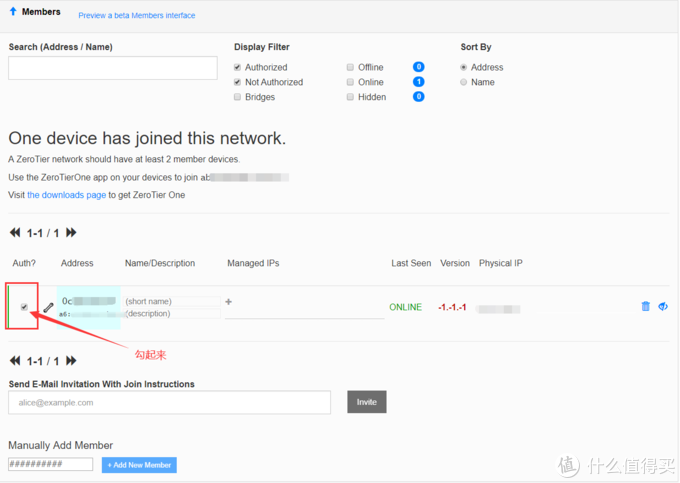 Members Preview a beta Members interface
Search (Address / Name) Display Filter Sort By
Authorized Offline 0 Address
Not Authorized Online 1 Name
Bridges Hidden 0
One device has joined this network.
A ZeroTier network should have at least 2 member devices.
Use the ZeroTierOne app on your devices to join ab
Visit the downloads page to get ZeroTier One
1-1 / 1
Auth? Address Name/Description Managed IPs Last Seen Version Physical IP
0c (short name) +
a6: (description) ONLINE -1.-1.-1
勾起来
1-1 / 1
Send E-Mail Invitation With Join Instructions
alice@example.com Invite
Manually Add Member
########## + Add New Member
值 什么值得买